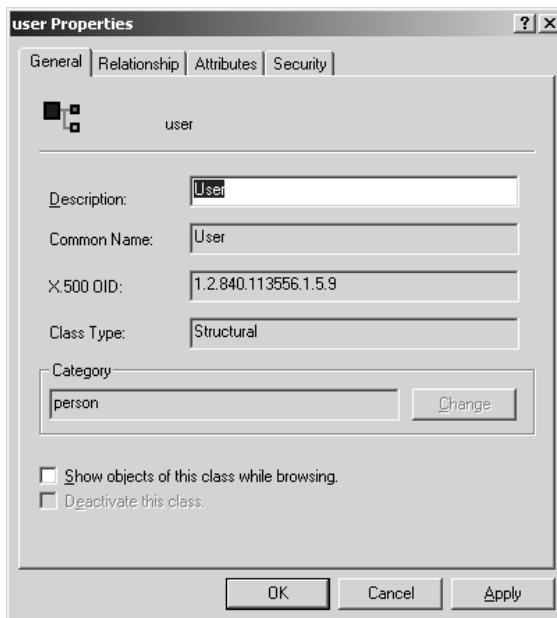 user Properties
General Relationship Attributes Security
user
Description: User
Common Name: User
X.500 OID: 1.2.840.113556.1.5.9
Class Type: Structural
Category
person Change
Show objects of this class while browsing.
Deactivate this class.
OK Cancel Apply